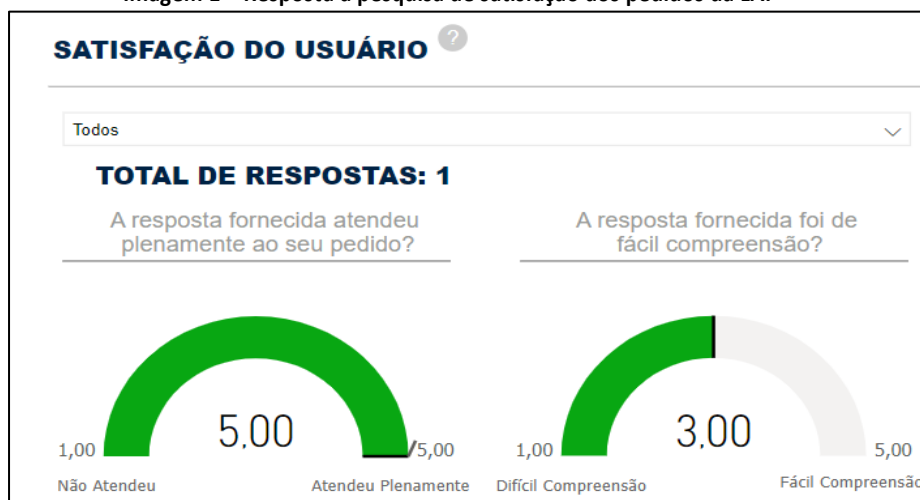 SATISFAÇÃO DO USUÁRIO ?
Todos
TOTAL DE RESPOSTAS: 1
A resposta fornecida atendeu
plenamente ao seu pedido?
A resposta fornecida foi de
fácil compreensão?
5,00
1,00
5,00
Não Atendeu
Atendeu Plenamente
3,00
1,00
5,00
Difícil Compreensão
Fácil Compreensão